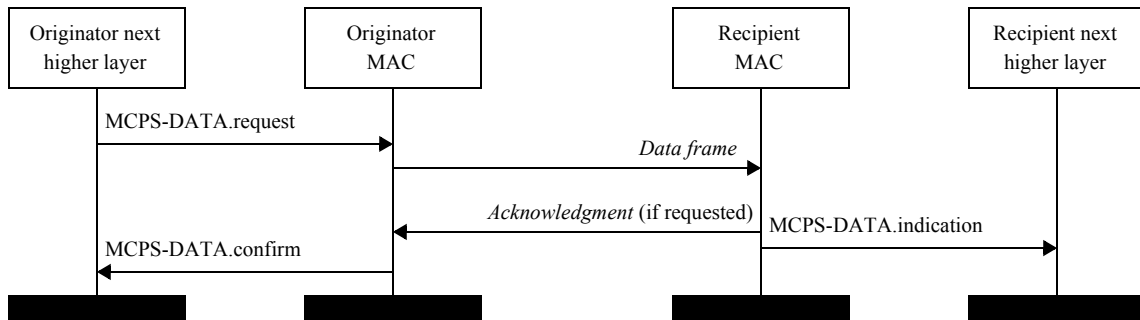 Originator next
higher layer
Originator
MAC
Recipient
MAC
Recipient next
higher layer
MCPS-DATA.request
Data frame
Acknowledgment (if requested)
MCPS-DATA.indication
MCPS-DATA.confirm